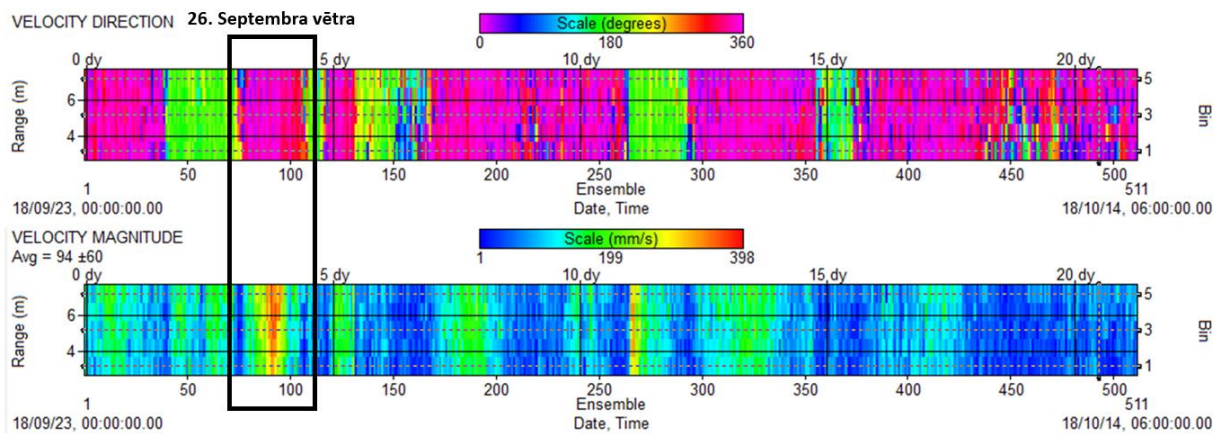 VELOCITY DIRECTION 26. Septembra vētra
Scale (degrees)
0 180 360
0 dy 5 dy 10 dy 15 dy 20 dy
Range (m)
6
4
5
3
1
Bin
50 100 150 200 250 300 350 400 450 500
1 Ensemble 511
18/09/23, 00:00:00.00 Date, Time 18/10/14, 06:00:00.00
VELOCITY MAGNITUDE
Avg = 94 ±60
Scale (mm/s)
1 199 398
0 dy 5 dy 10 dy 15 dy 20 dy
Range (m)
6
4
5
3
1
Bin
50 100 150 200 250 300 350 400 450 500
1 Ensemble 511
18/09/23, 00:00:00.00 Date, Time 18/10/14, 06:00:00.00